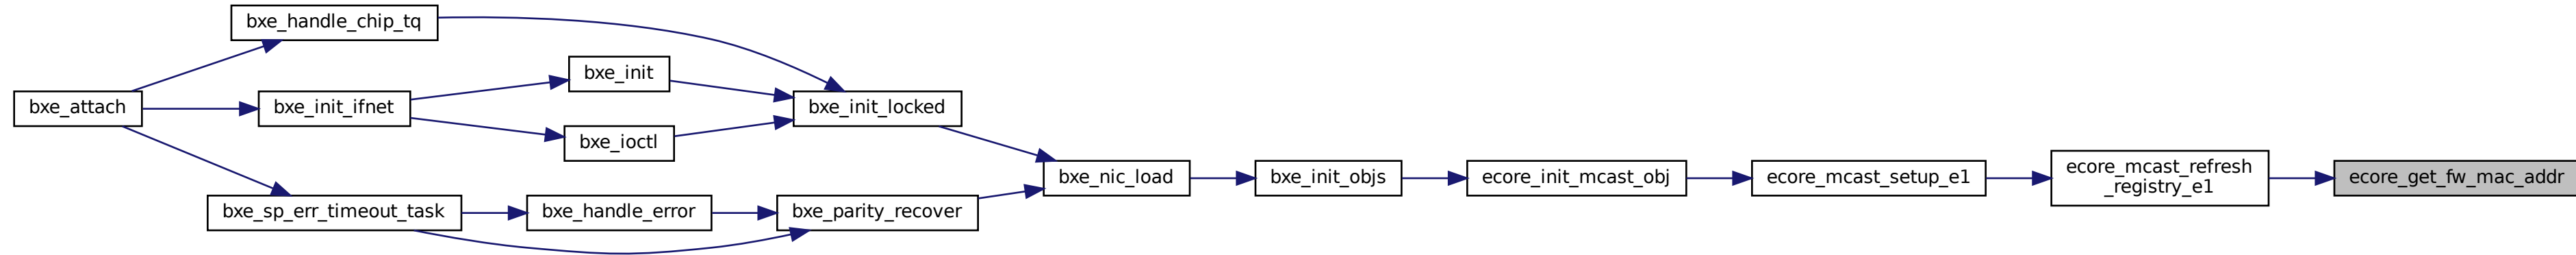 bxe_handle_chip_tq
bxe_init
bxe_attach
bxe_init_ifnet
bxe_init_locked
bxe_ioctl
bxe_nic_load
bxe_init_objs
ecore_init_mcast_obj
ecore_mcast_setup_e1
ecore_mcast_refresh
_registry_e1
ecore_get_fw_mac_addr
bxe_sp_err_timeout_task
bxe_handle_error
bxe_parity_recover